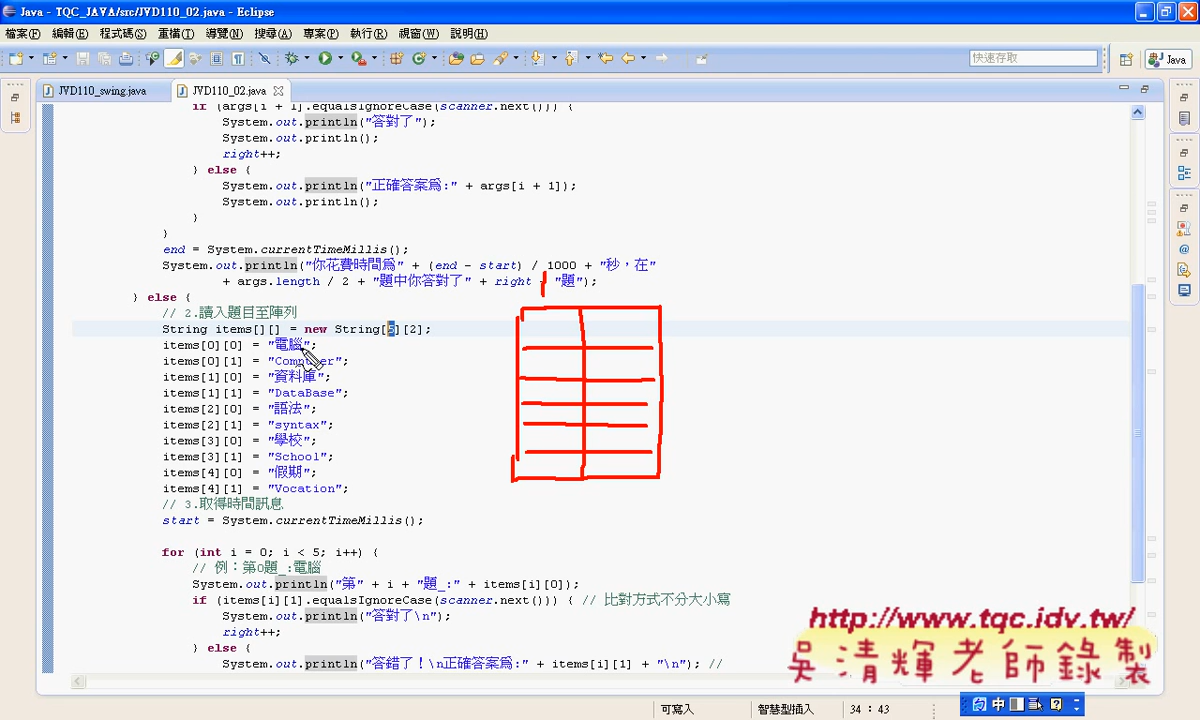 Java - TQC_JAVA/src/JVD110_02.java - Eclipse
檔案(F) 編輯(E) 程式碼(S) 重構(T) 導覽(N) 搜尋(A) 專案(P) 執行(R) 視窗(W) 說明(H)
快速存取
Java
JVD110_swing.java
JVD110_02.java
if (args[i + 1].equalsIgnoreCase(scanner.next())) {
System.out.println("答對了");
System.out.println();
right++;
} else {
System.out.println("正確答案為:" + args[i + 1]);
System.out.println();
}
}
end = System.currentTimeMillis();
System.out.println("你花費時間為" + (end - start) / 1000 + "秒，在"
+ args.length / 2 + "題中你答對了" + right + "題");
} else {
// 2.讀入題目至陣列
String items[][] = new String[5][2];
items[0][0] = "電腦";
items[0][1] = "Computer";
items[1][0] = "資料庫";
items[1][1] = "DataBase";
items[2][0] = "語法";
items[2][1] = "syntax";
items[3][0] = "學校";
items[3][1] = "School";
items[4][0] = "假期";
items[4][1] = "Vocation";
// 3.取得時間訊息
start = System.currentTimeMillis();
for (int i = 0; i < 5; i++) {
// 例：第0題_:電腦
System.out.println("第" + i + "題_:" + items[i][0]);
if (items[i][1].equalsIgnoreCase(scanner.next())) { // 比對方式不分大小寫
System.out.println("答對了\n");
right++;
} else {
System.out.println("答錯了！\n正確答案為:" + items[i][1] + "\n"); //
http://www.tqc.idv.tw/
吳清輝老師錄製
可寫入
智慧型插入
34 : 43
中